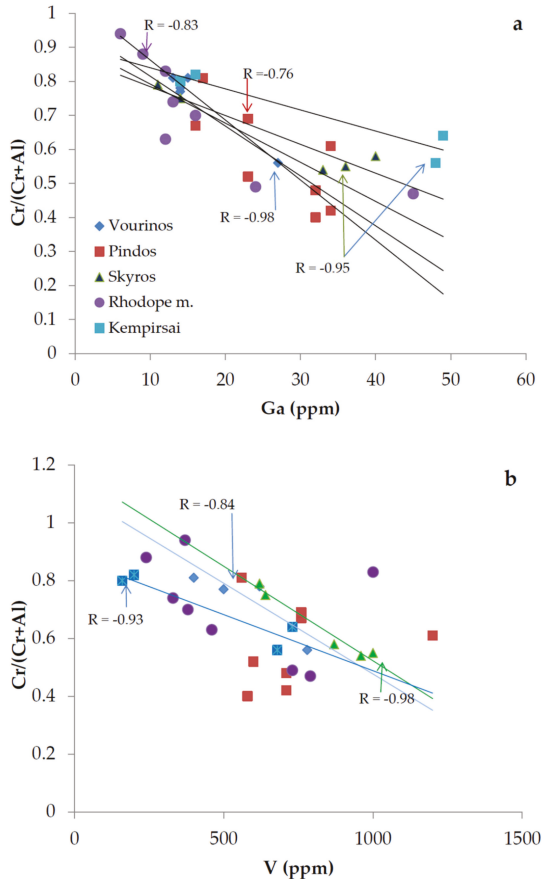 a
R = -0.83
R =-0.76
R = -0.98
R = -0.95
Cr/(Cr+Al)
1
0.9
0.8
0.7
0.6
0.5
0.4
0.3
0.2
0.1
0
Vourinos
Pindos
Skyros
Rhodope m.
Kempirsai
0 10 20 30 40 50 60
Ga (ppm)
b
R = -0.84
R = -0.93
R = -0.98
Cr/(Cr+Al)
1.2
1
0.8
0.6
0.4
0.2
0
0 500 1000 1500
V (ppm)